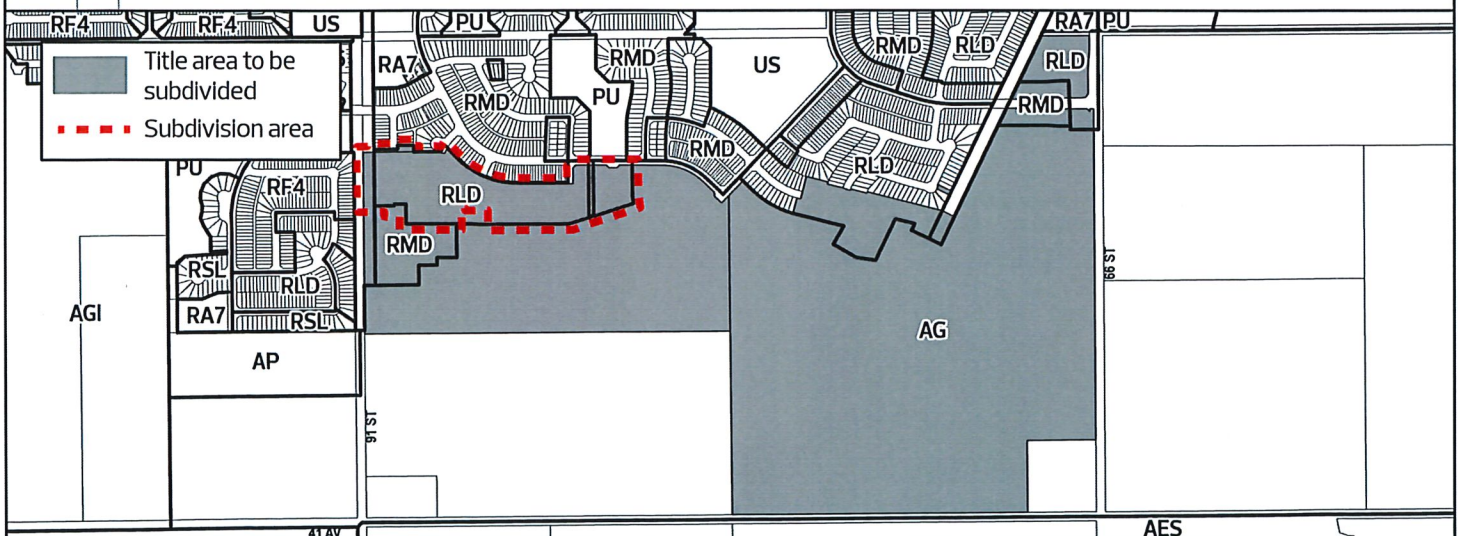 RF4
RF4
US
PU
RMD
RLD
RA7
PU
Title area to be
subdivided
Subdivision area
RA7
RMD
RMD
PU
US
RLD
RMD
RMD
RLD
PU
RF4
RLD
RMD
RSL
RLD
RA7
RSL
AGI
AP
AG
66 ST
91 ST
41 AV
AES